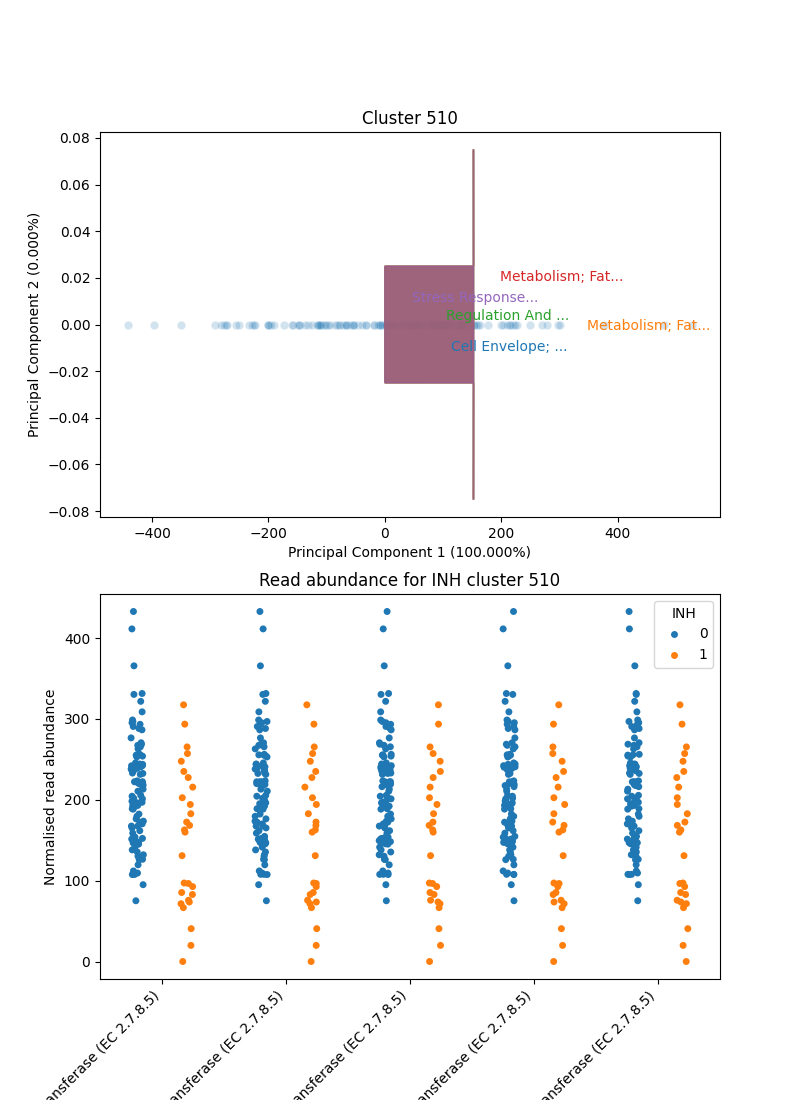 Cluster 510
0.08
0.06
0.04
0.02
0.00
−0.02
−0.04
−0.06
−0.08
Principal Component 2 (0.000%)
Metabolism; Fat...
Stress Response...
Regulation And ...
Metabolism; Fat...
Cell Envelope; ...
−400
−200
0
200
400
Principal Component 1 (100.000%)
Read abundance for INH cluster 510
INH
0
1
400
300
200
100
0
Normalised read abundance
ansferase (EC 2.7.8.5)
ansferase (EC 2.7.8.5)
ansferase (EC 2.7.8.5)
ansferase (EC 2.7.8.5)
ansferase (EC 2.7.8.5)